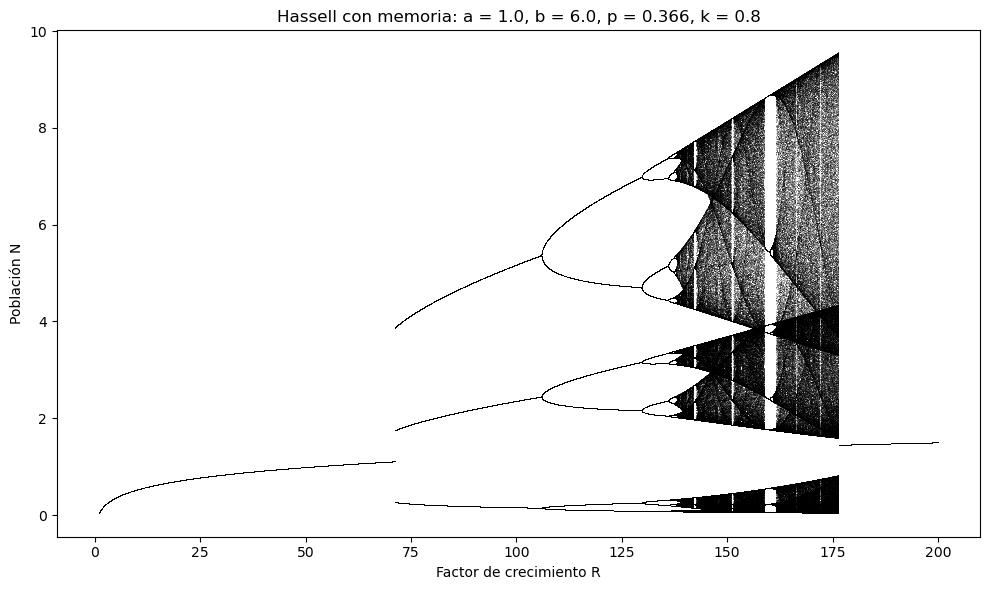 Hassell con memoria: a = 1.0, b = 6.0, p = 0.366, k = 0.8
10
8
6
4
2
0
Población N
0 25 50 75 100 125 150 175 200
Factor de crecimiento R